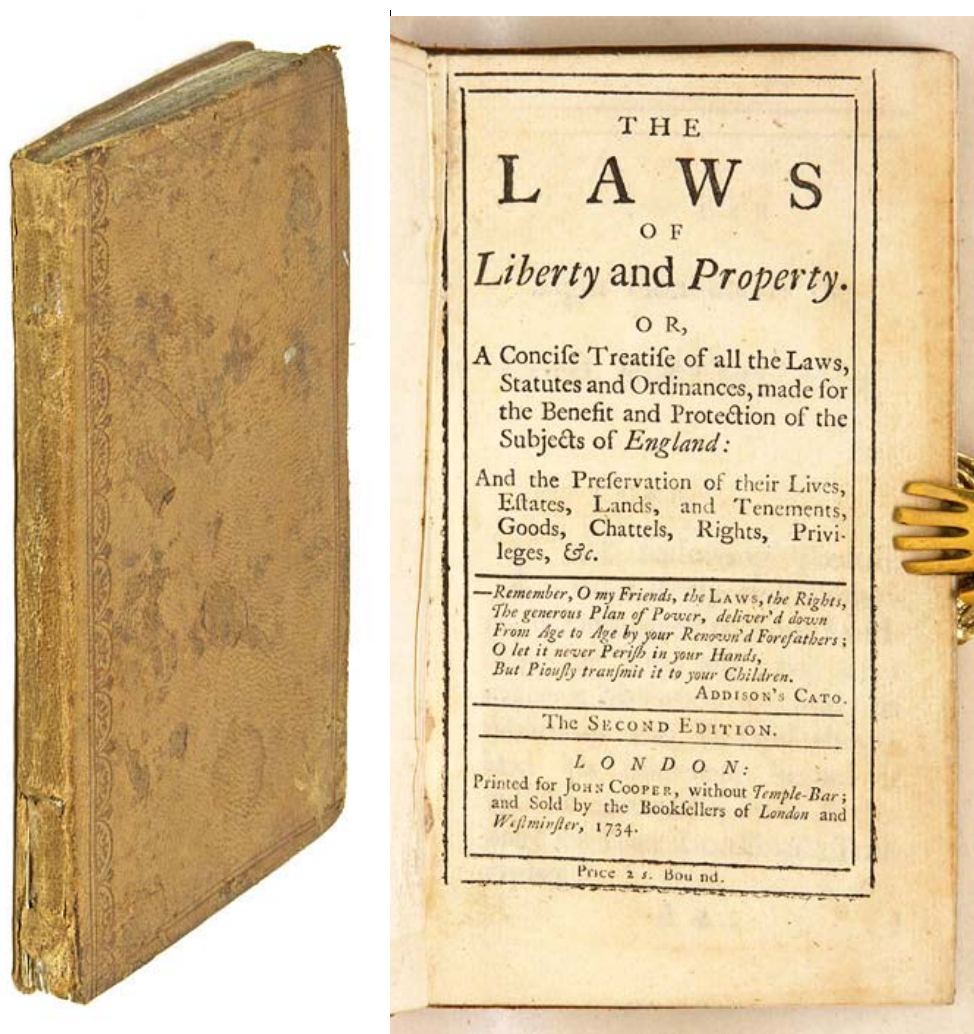 THE
LAWS
OF
Liberty and Property.
OR,
A Conciſe Treatiſe of all the Laws,
Statutes and Ordinances, made for
the Benefit and Protection of the
Subjects of England:
And the Preſervation of their Lives,
Eſtates, Lands, and Tenements,
Goods, Chattels, Rights, Privi-
leges, &c.
—Remember, O my Friends, the LAWS, the Rights,
The generous Plan of Power, deliver'd down
From Age to Age by your Renown'd Forefathers;
O let it never Periſh in your Hands,
But Piouſly tranſmit it to your Children.
ADDISON'S CATO.
The SECOND EDITION.
LONDON:
Printed for JOHN COOPER, without Temple-Bar;
and Sold by the Bookſellers of London and
Weſtminſter, 1734.
Price 2 s. Bound.